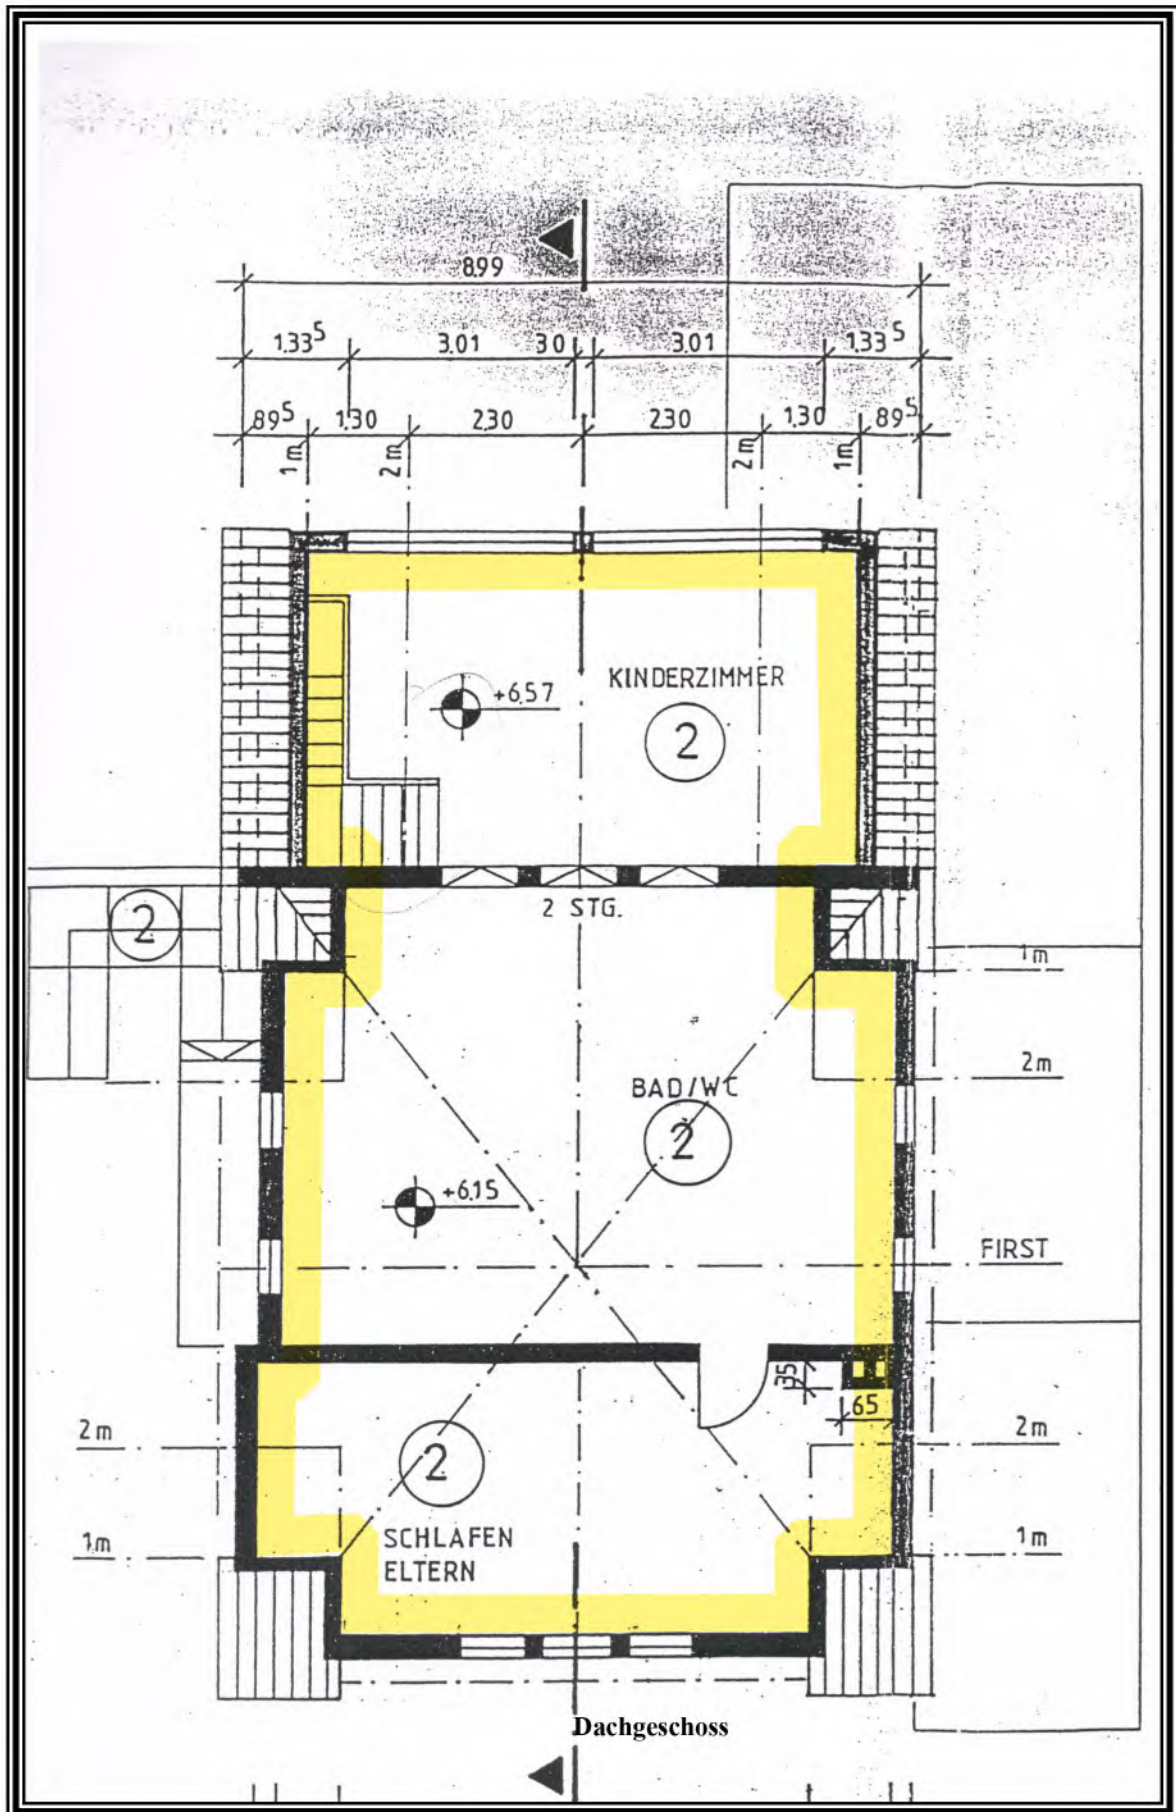 8.99
1.33⁵ 3.01 30 3.01 1.33⁵
89⁵ 1.30 2.30 2.30 1.30 89⁵
1m 2m 2m 1m
KINDERZIMMER
+6.57
2
2
2 STG.
1m
2m
BAD/WC
2
+6.15
FIRST
35
65
2m
2m
2
SCHLAFEN
ELTERN
1m
1m
Dachgeschoss